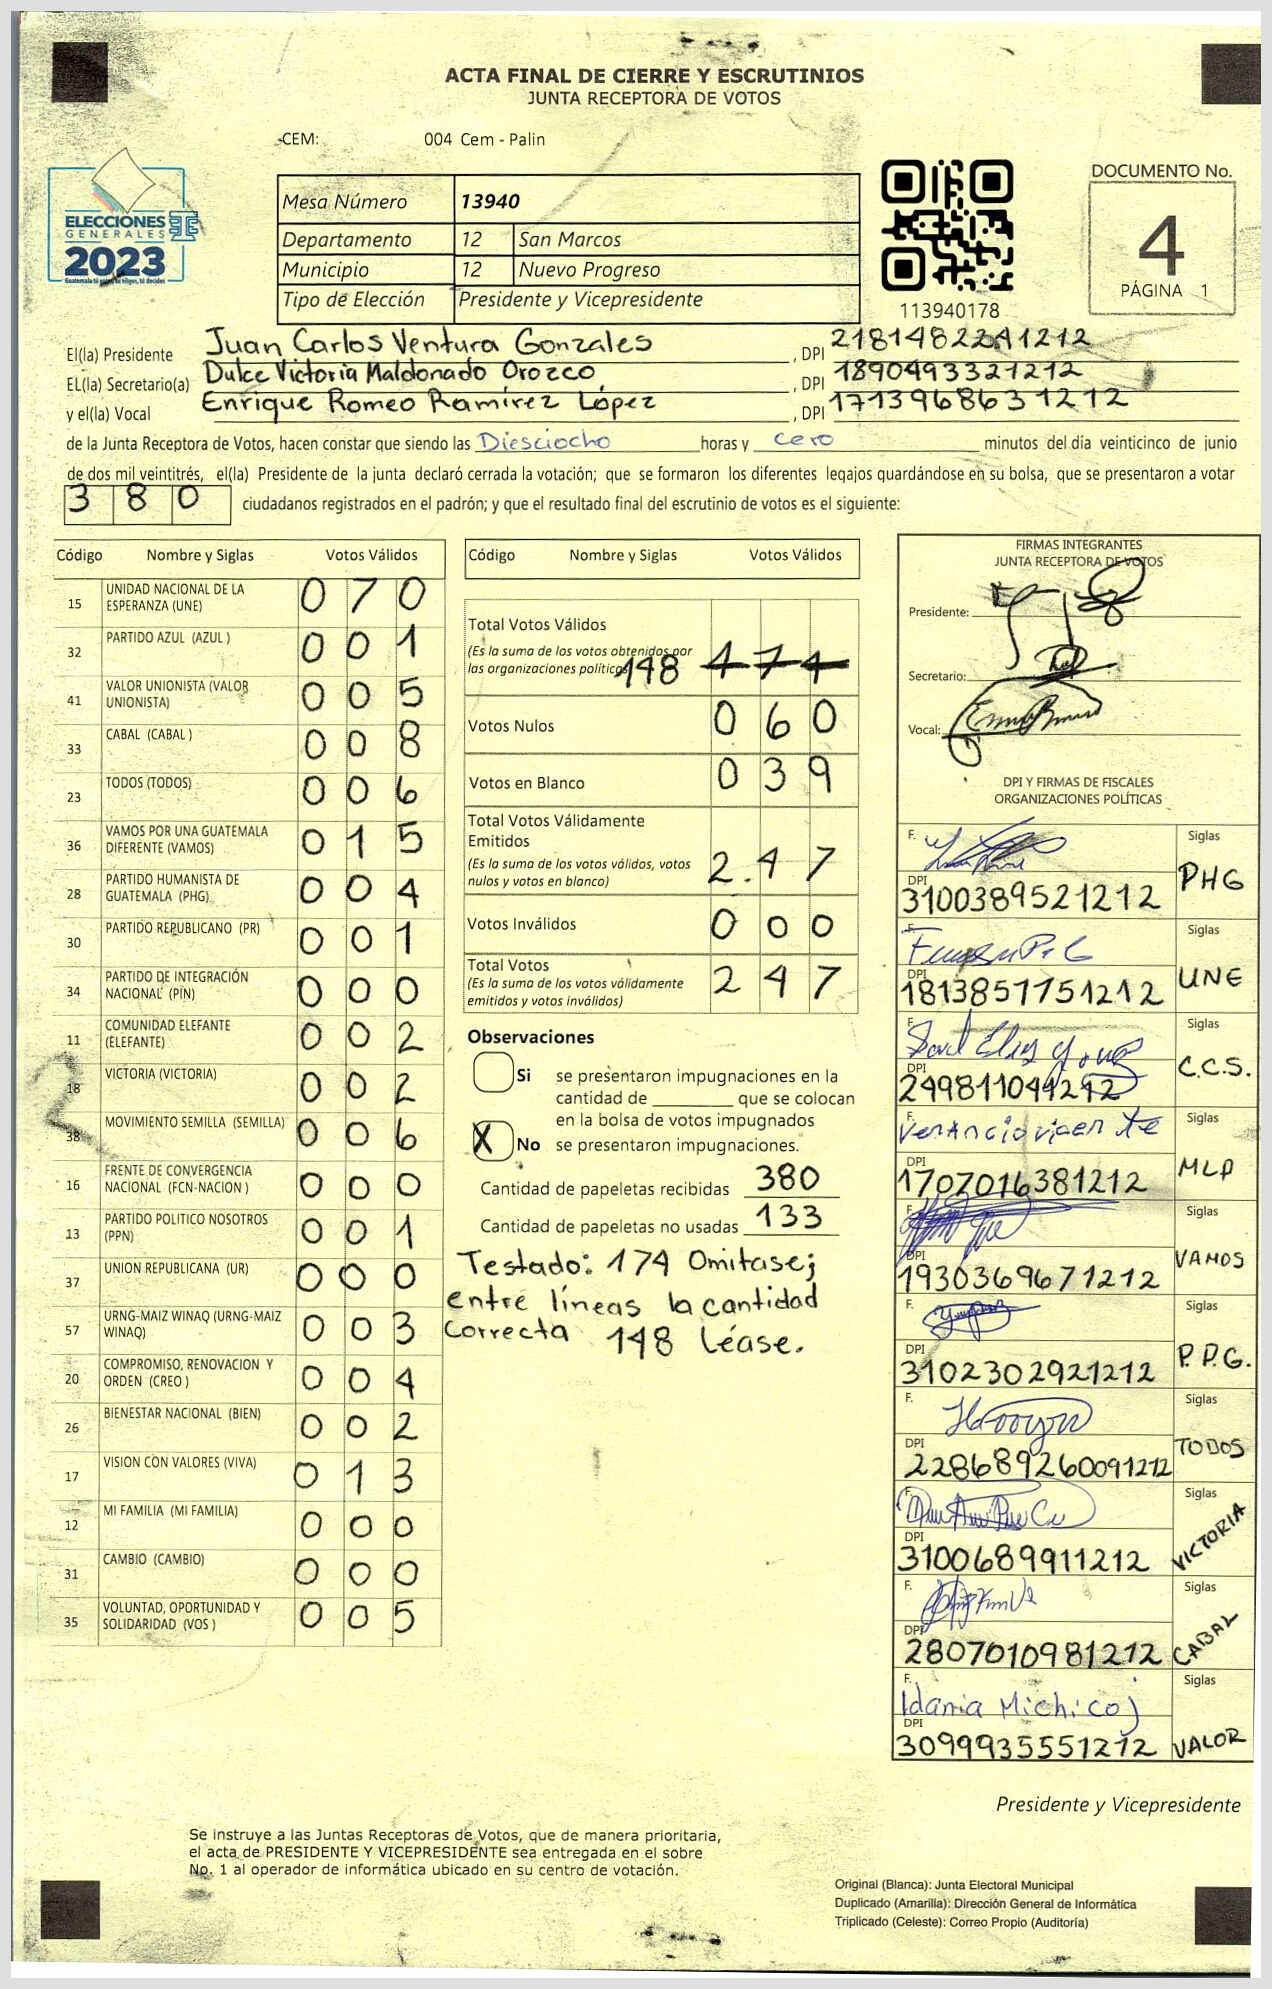 ACTA FINAL DE CIERRE Y ESCRUTINIOS
JUNTA RECEPTORA DE VOTOS
CEM: 004 Cem - Palin
ELECCIONES
GENERALES
2023
Mesa Número 13940
Departamento 12 San Marcos
Municipio 12 Nuevo Progreso
Tipo de Elección Presidente y Vicepresidente
113940178
DOCUMENTO No.
4
PÁGINA 1
El(la) Presidente Juan Carlos Ventura Gonzales , DPI 2181482241212
EL(la) Secretario(a) Dulce Victoria Maldonado Orozco , DPI 1890493321212
y el(la) Vocal Enrique Romeo Ramírez López , DPI 1713968631212
de la Junta Receptora de Votos, hacen constar que siendo las Diesciocho horas y cero minutos del día veinticinco de junio
de dos mil veintitrés, el(la) Presidente de la junta declaró cerrada la votación; que se formaron los diferentes legajos quardándose en su bolsa, que se presentaron a votar
380 ciudadanos registrados en el padrón; y que el resultado final del escrutinio de votos es el siguiente:
Código Nombre y Siglas Votos Válidos
15 UNIDAD NACIONAL DE LA ESPERANZA (UNE) 0 7 0
32 PARTIDO AZUL (AZUL ) 0 0 1
41 VALOR UNIONISTA (VALOR UNIONISTA) 0 0 5
33 CABAL (CABAL ) 0 0 8
23 TODOS (TODOS) 0 0 6
36 VAMOS POR UNA GUATEMALA DIFERENTE (VAMOS) 0 1 5
28 PARTIDO HUMANISTA DE GUATEMALA (PHG) 0 0 4
30 PARTIDO REPUBLICANO (PR) 0 0 1
34 PARTIDO DE INTEGRACIÓN NACIONAL (PIN) 0 0 0
11 COMUNIDAD ELEFANTE (ELEFANTE) 0 0 2
18 VICTORIA (VICTORIA) 0 0 2
38 MOVIMIENTO SEMILLA (SEMILLA) 0 0 6
16 FRENTE DE CONVERGENCIA NACIONAL (FCN-NACION ) 0 0 0
13 PARTIDO POLITICO NOSOTROS (PPN) 0 0 1
37 UNION REPUBLICANA (UR) 0 0 0
57 URNG-MAIZ WINAQ (URNG-MAIZ WINAQ) 0 0 3
20 COMPROMISO, RENOVACION Y ORDEN (CREO ) 0 0 4
26 BIENESTAR NACIONAL (BIEN) 0 0 2
17 VISION CON VALORES (VIVA) 0 1 3
12 MI FAMILIA (MI FAMILIA) 0 0 0
31 CAMBIO (CAMBIO) 0 0 0
35 VOLUNTAD, OPORTUNIDAD Y SOLIDARIDAD (VOS ) 0 0 5
Código Nombre y Siglas Votos Válidos
Total Votos Válidos
(Es la suma de los votos obtenidos por
las organizaciones políticas 148 174
Votos Nulos 0 6 0
Votos en Blanco 0 3 9
Total Votos Válidamente
Emitidos
(Es la suma de los votos válidos, votos
nulos y votos en blanco) 2.47
Votos Inválidos 0 0 0
Total Votos
(Es la suma de los votos válidamente
emitidos y votos inválidos) 2 4 7
Observaciones
Si se presentaron impugnaciones en la
cantidad de ________ que se colocan
en la bolsa de votos impugnados
X No se presentaron impugnaciones.
Cantidad de papeletas recibidas 380
Cantidad de papeletas no usadas 133
Testado: 174 Omitase;
entre líneas la cantidad
correcta 148 Léase.
FIRMAS INTEGRANTES
JUNTA RECEPTORA DE VOTOS
Presidente:
Secretario:
Vocal:
DPI Y FIRMAS DE FISCALES
ORGANIZACIONES POLÍTICAS
F. Siglas
DPI 3100389521212 PHG
F. Siglas
DPI 1813857751212 UNE
F. Siglas
DPI 249811044212 C.C.S.
F. Venancio vicente Siglas
DPI 1707016381212 MLP
F. Siglas
DPI 1930369671212 VAMOS
F. Siglas
DPI 3102302921212 P.P.G.
F. Siglas
DPI 228689260091212 TODOS
F. Siglas
DPI 3100689911212 VICTORIA
F. Siglas
DPI 2807010981212 CABAL
F. Idania Michicoj Siglas
DPI 3099935551212 VALOR
Presidente y Vicepresidente
Se instruye a las Juntas Receptoras de Votos, que de manera prioritaria,
el acta de PRESIDENTE Y VICEPRESIDENTE sea entregada en el sobre
No. 1 al operador de informática ubicado en su centro de votación.
Original (Blanca): Junta Electoral Municipal
Duplicado (Amarilla): Dirección General de Informática
Triplicado (Celeste): Correo Propio (Auditoría)